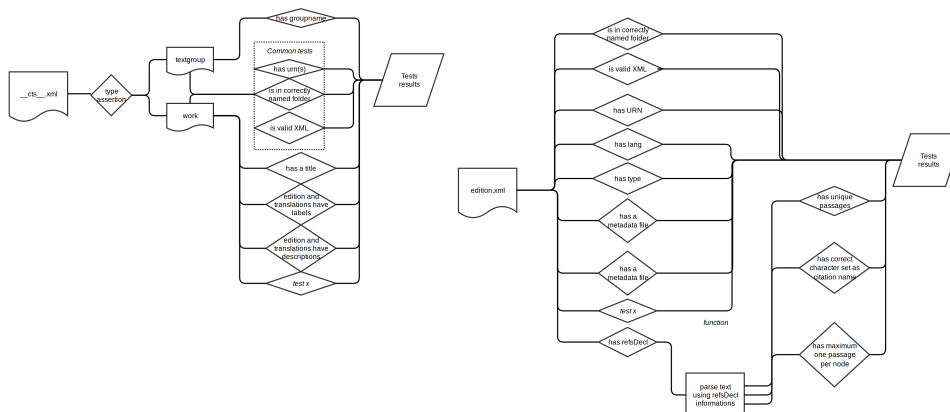 has groupname
Common tests
textgroup
has urn(s)
Tests
results
__cts__.xml
type
assertion
is in correctly
named folder
work
is valid XML
has a title
edition and
translations have
labels
edition and
translations have
descriptions
test x
is in correctly
named folder
is valid XML
has URN
has lang
has type
Tests
results
edition.xml
has a
metadata file
has a
metadata file
test x
function
has refsDecl
has unique
passages
has correct
character set as
citation name
has maximum
one passage
per node
parse text
using refsDecl
informations